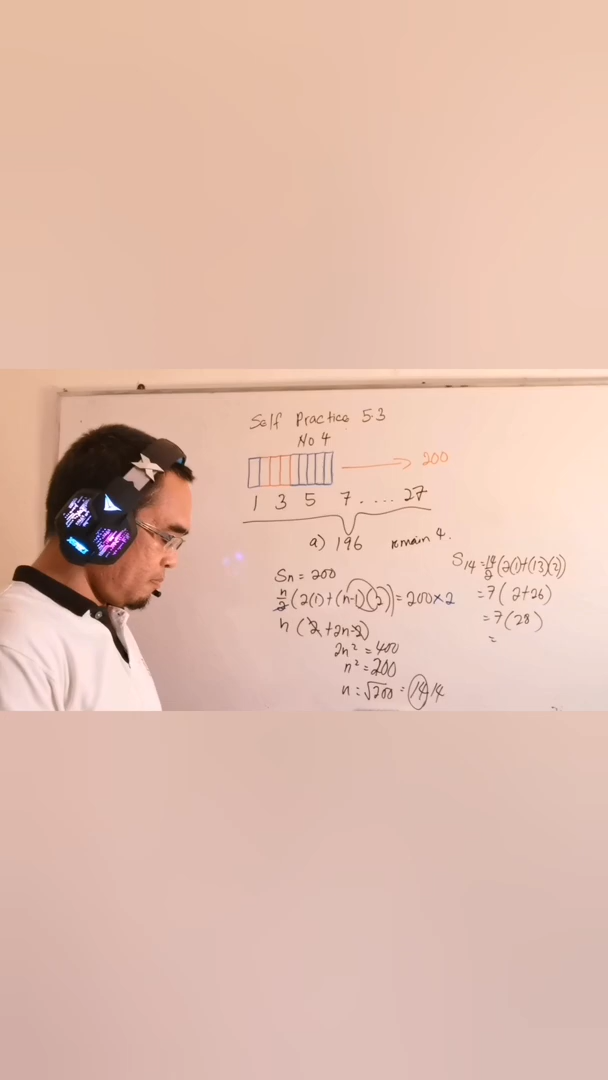 Self Practice 5.3
No 4
200
1 3 5 7 .... 27
a) 196 remain 4.
Sn = 200
n/2 (2(1) + (n-1)(2)) = 200 × 2
n (2 + 2n - 2)
2n² = 400
n² = 200
n = √200 = 14.14
S14 = 14/2 (2(1) + (13)(2))
= 7 (2 + 26)
= 7 (28)
=